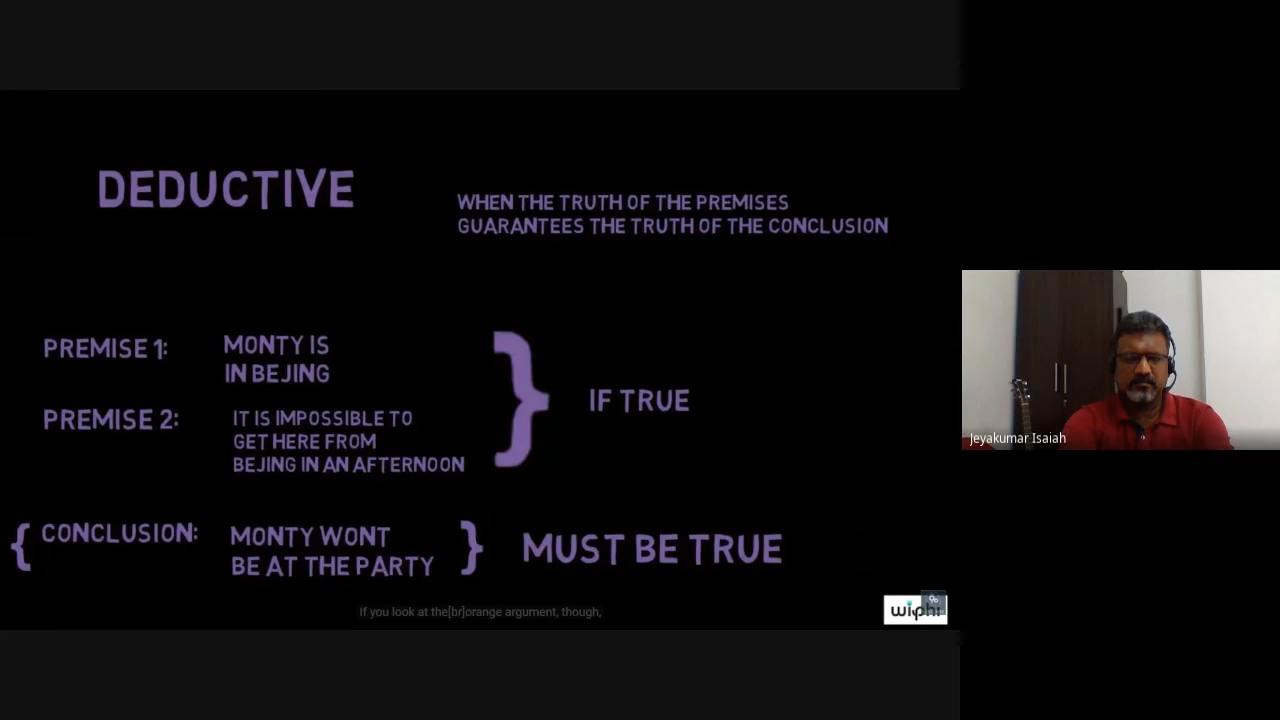 DEDUCTIVE
WHEN THE TRUTH OF THE PREMISES
GUARANTEES THE TRUTH OF THE CONCLUSION
PREMISE 1:
MONTY IS
IN BEJING
PREMISE 2:
IT IS IMPOSSIBLE TO
GET HERE FROM
BEJING IN AN AFTERNOON
} IF TRUE
{ CONCLUSION:
MONTY WONT
BE AT THE PARTY
} MUST BE TRUE
If you look at the[br]orange argument, though,
wiphi
Jeyakumar Isaiah